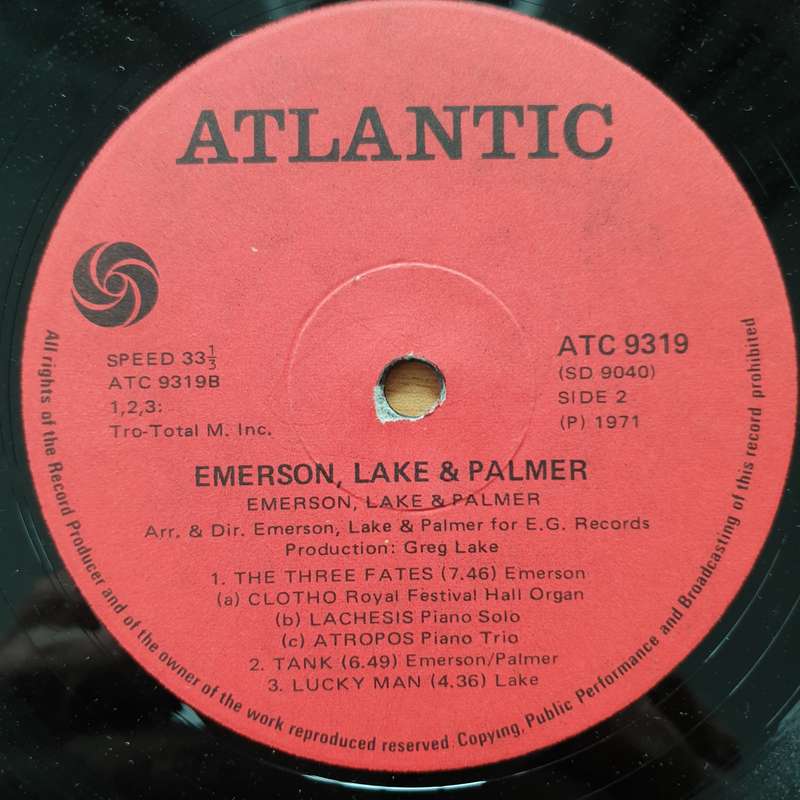 ATLANTIC
SPEED 33⅓
ATC 9319B
1,2,3:
Tro-Total M. Inc.
ATC 9319
(SD 9040)
SIDE 2
(P) 1971
EMERSON, LAKE & PALMER
EMERSON, LAKE & PALMER
Arr. & Dir. Emerson, Lake & Palmer for E.G. Records
Production: Greg Lake
1. THE THREE FATES (7.46) Emerson
(a) CLOTHO Royal Festival Hall Organ
(b) LACHESIS Piano Solo
(c) ATROPOS Piano Trio
2. TANK (6.49) Emerson/Palmer
3. LUCKY MAN (4.36) Lake
All rights of the Record Producer and of the owner of the work reproduced reserved. Copying, Public Performance and Broadcasting of this record prohibited